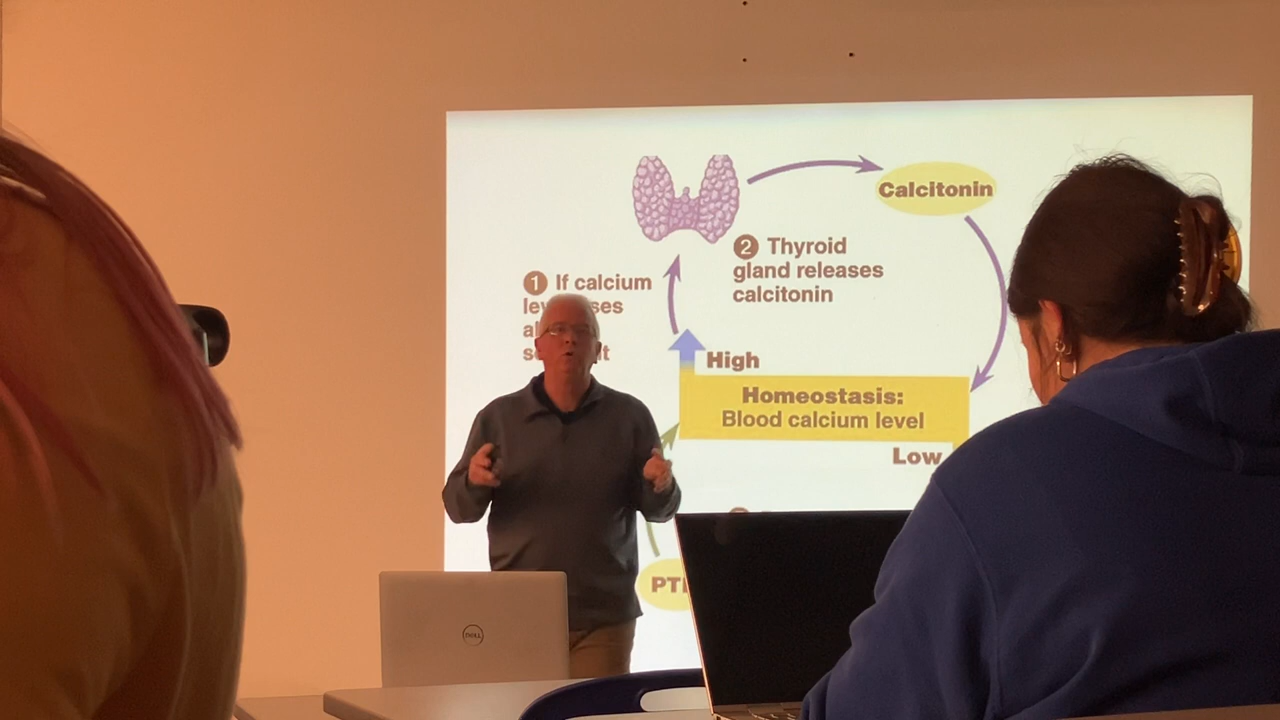 Calcitonin
2 Thyroid
gland releases
calcitonin
1 If calcium
High
Homeostasis:
Blood calcium level
Low
DELL